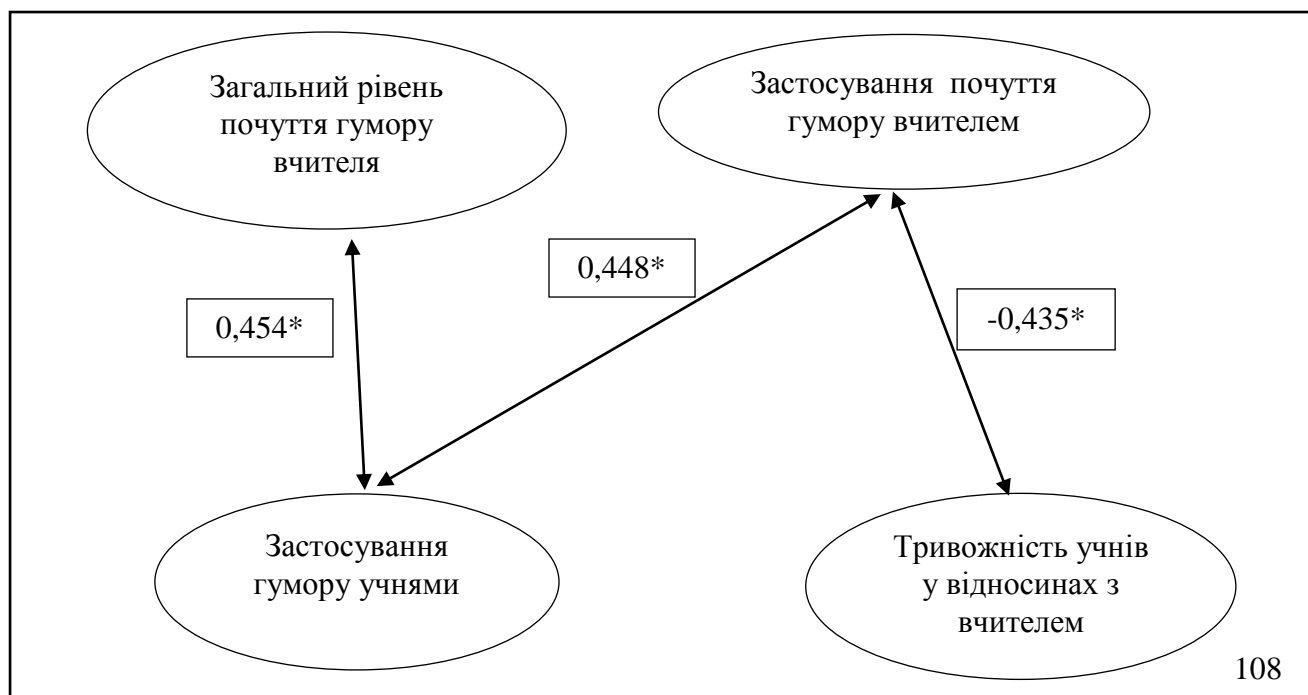 Загальний рівень
почуття гумору
вчителя
Застосування почуття
гумору вчителем
0,448*
0,454*
-0,435*
Застосування
гумору учнями
Тривожність учнів
у відносинах з
вчителем
108